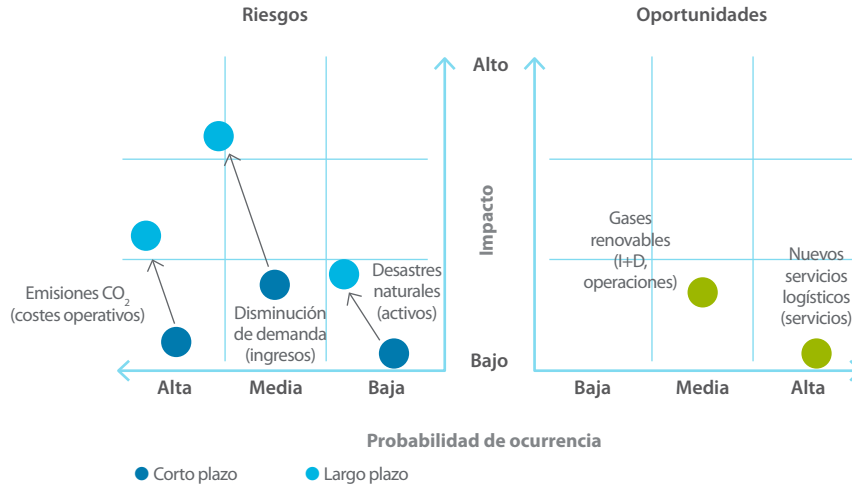 Riesgos
Oportunidades
Alto
Impacto
Bajo
Emisiones CO₂
(costes operativos)
Disminución
de demanda
(ingresos)
Desastres
naturales
(activos)
Gases
renovables
(I+D,
operaciones)
Nuevos
servicios
logísticos
(servicios)
Alta
Media
Baja
Baja
Media
Alta
Probabilidad de ocurrencia
Corto plazo
Largo plazo